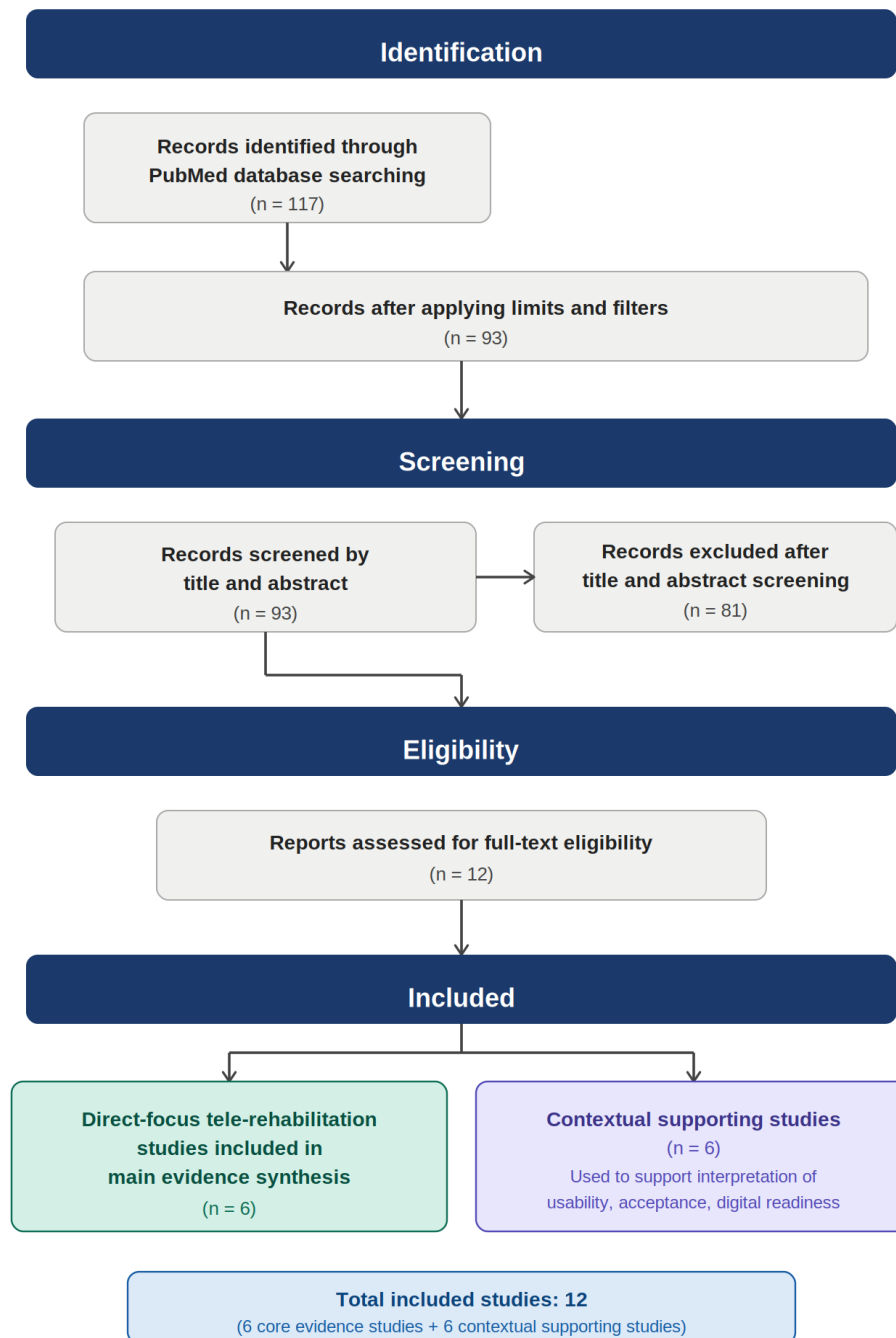 Identification
Records identified through
PubMed database searching
(n = 117)
Records after applying limits and filters
(n = 93)
Screening
Records screened by
title and abstract
(n = 93)
Records excluded after
title and abstract screening
(n = 81)
Eligibility
Reports assessed for full-text eligibility
(n = 12)
Included
Direct-focus tele-rehabilitation
studies included in
main evidence synthesis
(n = 6)
Contextual supporting studies
(n = 6)
Used to support interpretation of
usability, acceptance, digital readiness
Total included studies: 12
(6 core evidence studies + 6 contextual supporting studies)